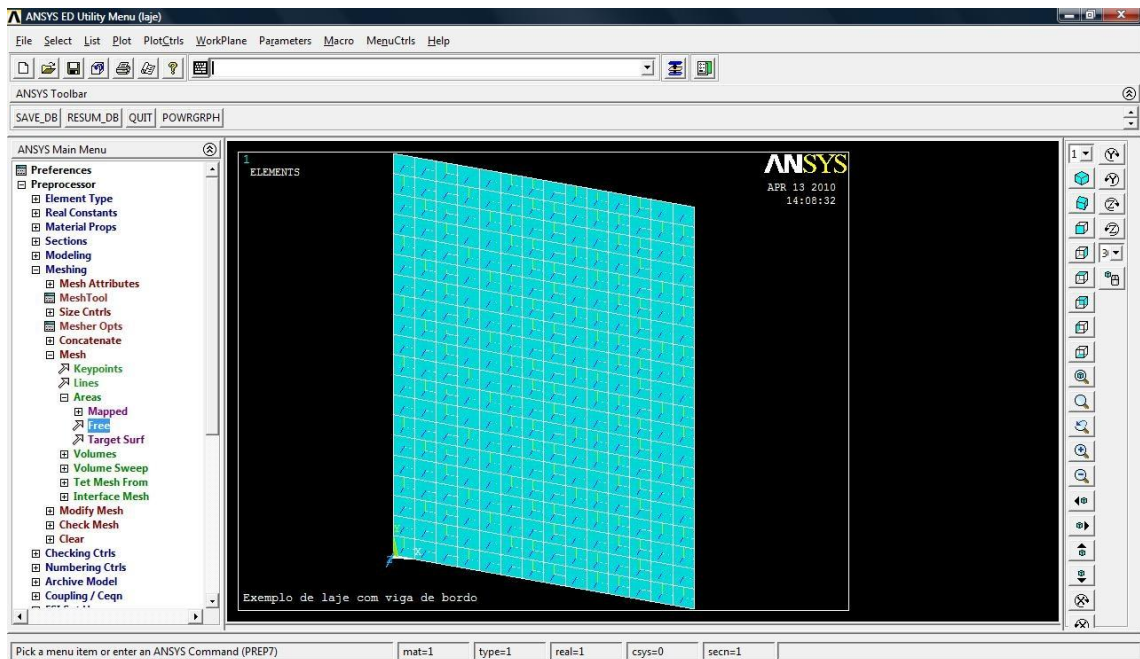 ANSYS ED Utility Menu (laje)
File Select List Plot PlotCtrls WorkPlane Parameters Macro MenuCtrls Help
ANSYS Toolbar
SAVE_DB RESUM_DB QUIT POWRGRPH
ANSYS Main Menu
Preferences
Preprocessor
Element Type
Real Constants
Material Props
Sections
Modeling
Meshing
Mesh Attributes
MeshTool
Size Cntrls
Mesher Opts
Concatenate
Mesh
Keypoints
Lines
Areas
Mapped
Free
Target Surf
Volumes
Volume Sweep
Tet Mesh From
Interface Mesh
Modify Mesh
Check Mesh
Clear
Checking Ctrls
Numbering Ctrls
Archive Model
Coupling / Ceqn
1
ELEMENTS
ANSYS
APR 13 2010
14:08:32
X
Exemplo de laje com viga de bordo
1
Pick a menu item or enter an ANSYS Command (PREP7) mat=1 type=1 real=1 csys=0 secn=1